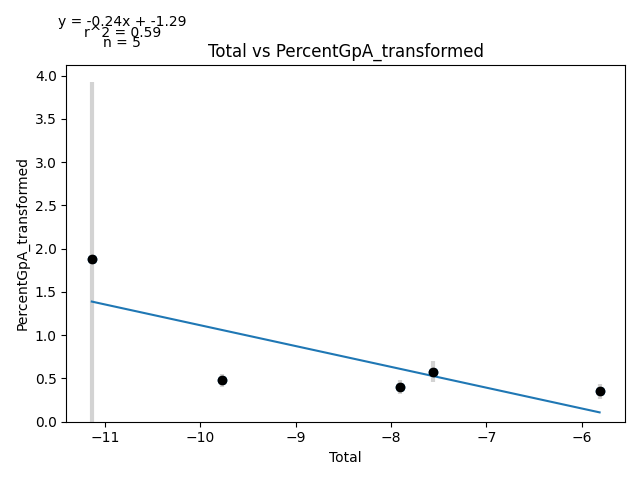 y = -0.24x + -1.29
r^2 = 0.59
n = 5
Total vs PercentGpA_transformed
PercentGpA_transformed
4.0
3.5
3.0
2.5
2.0
1.5
1.0
0.5
0.0
−11 −10 −9 −8 −7 −6
Total